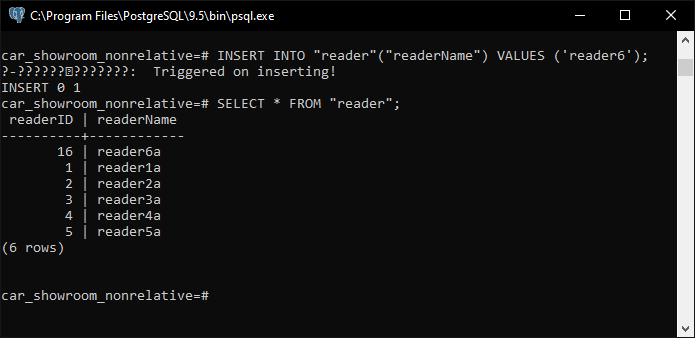 C:\Program Files\PostgreSQL\9.5\bin\psql.exe
car_showroom_nonrelative=# INSERT INTO "reader"("readerName") VALUES ('reader6');
?-??????⍰???????:  Triggered on inserting!
INSERT 0 1
car_showroom_nonrelative=# SELECT * FROM "reader";
 readerID | readerName
----------+------------
       16 | reader6a
        1 | reader1a
        2 | reader2a
        3 | reader3a
        4 | reader4a
        5 | reader5a
(6 rows)
car_showroom_nonrelative=#